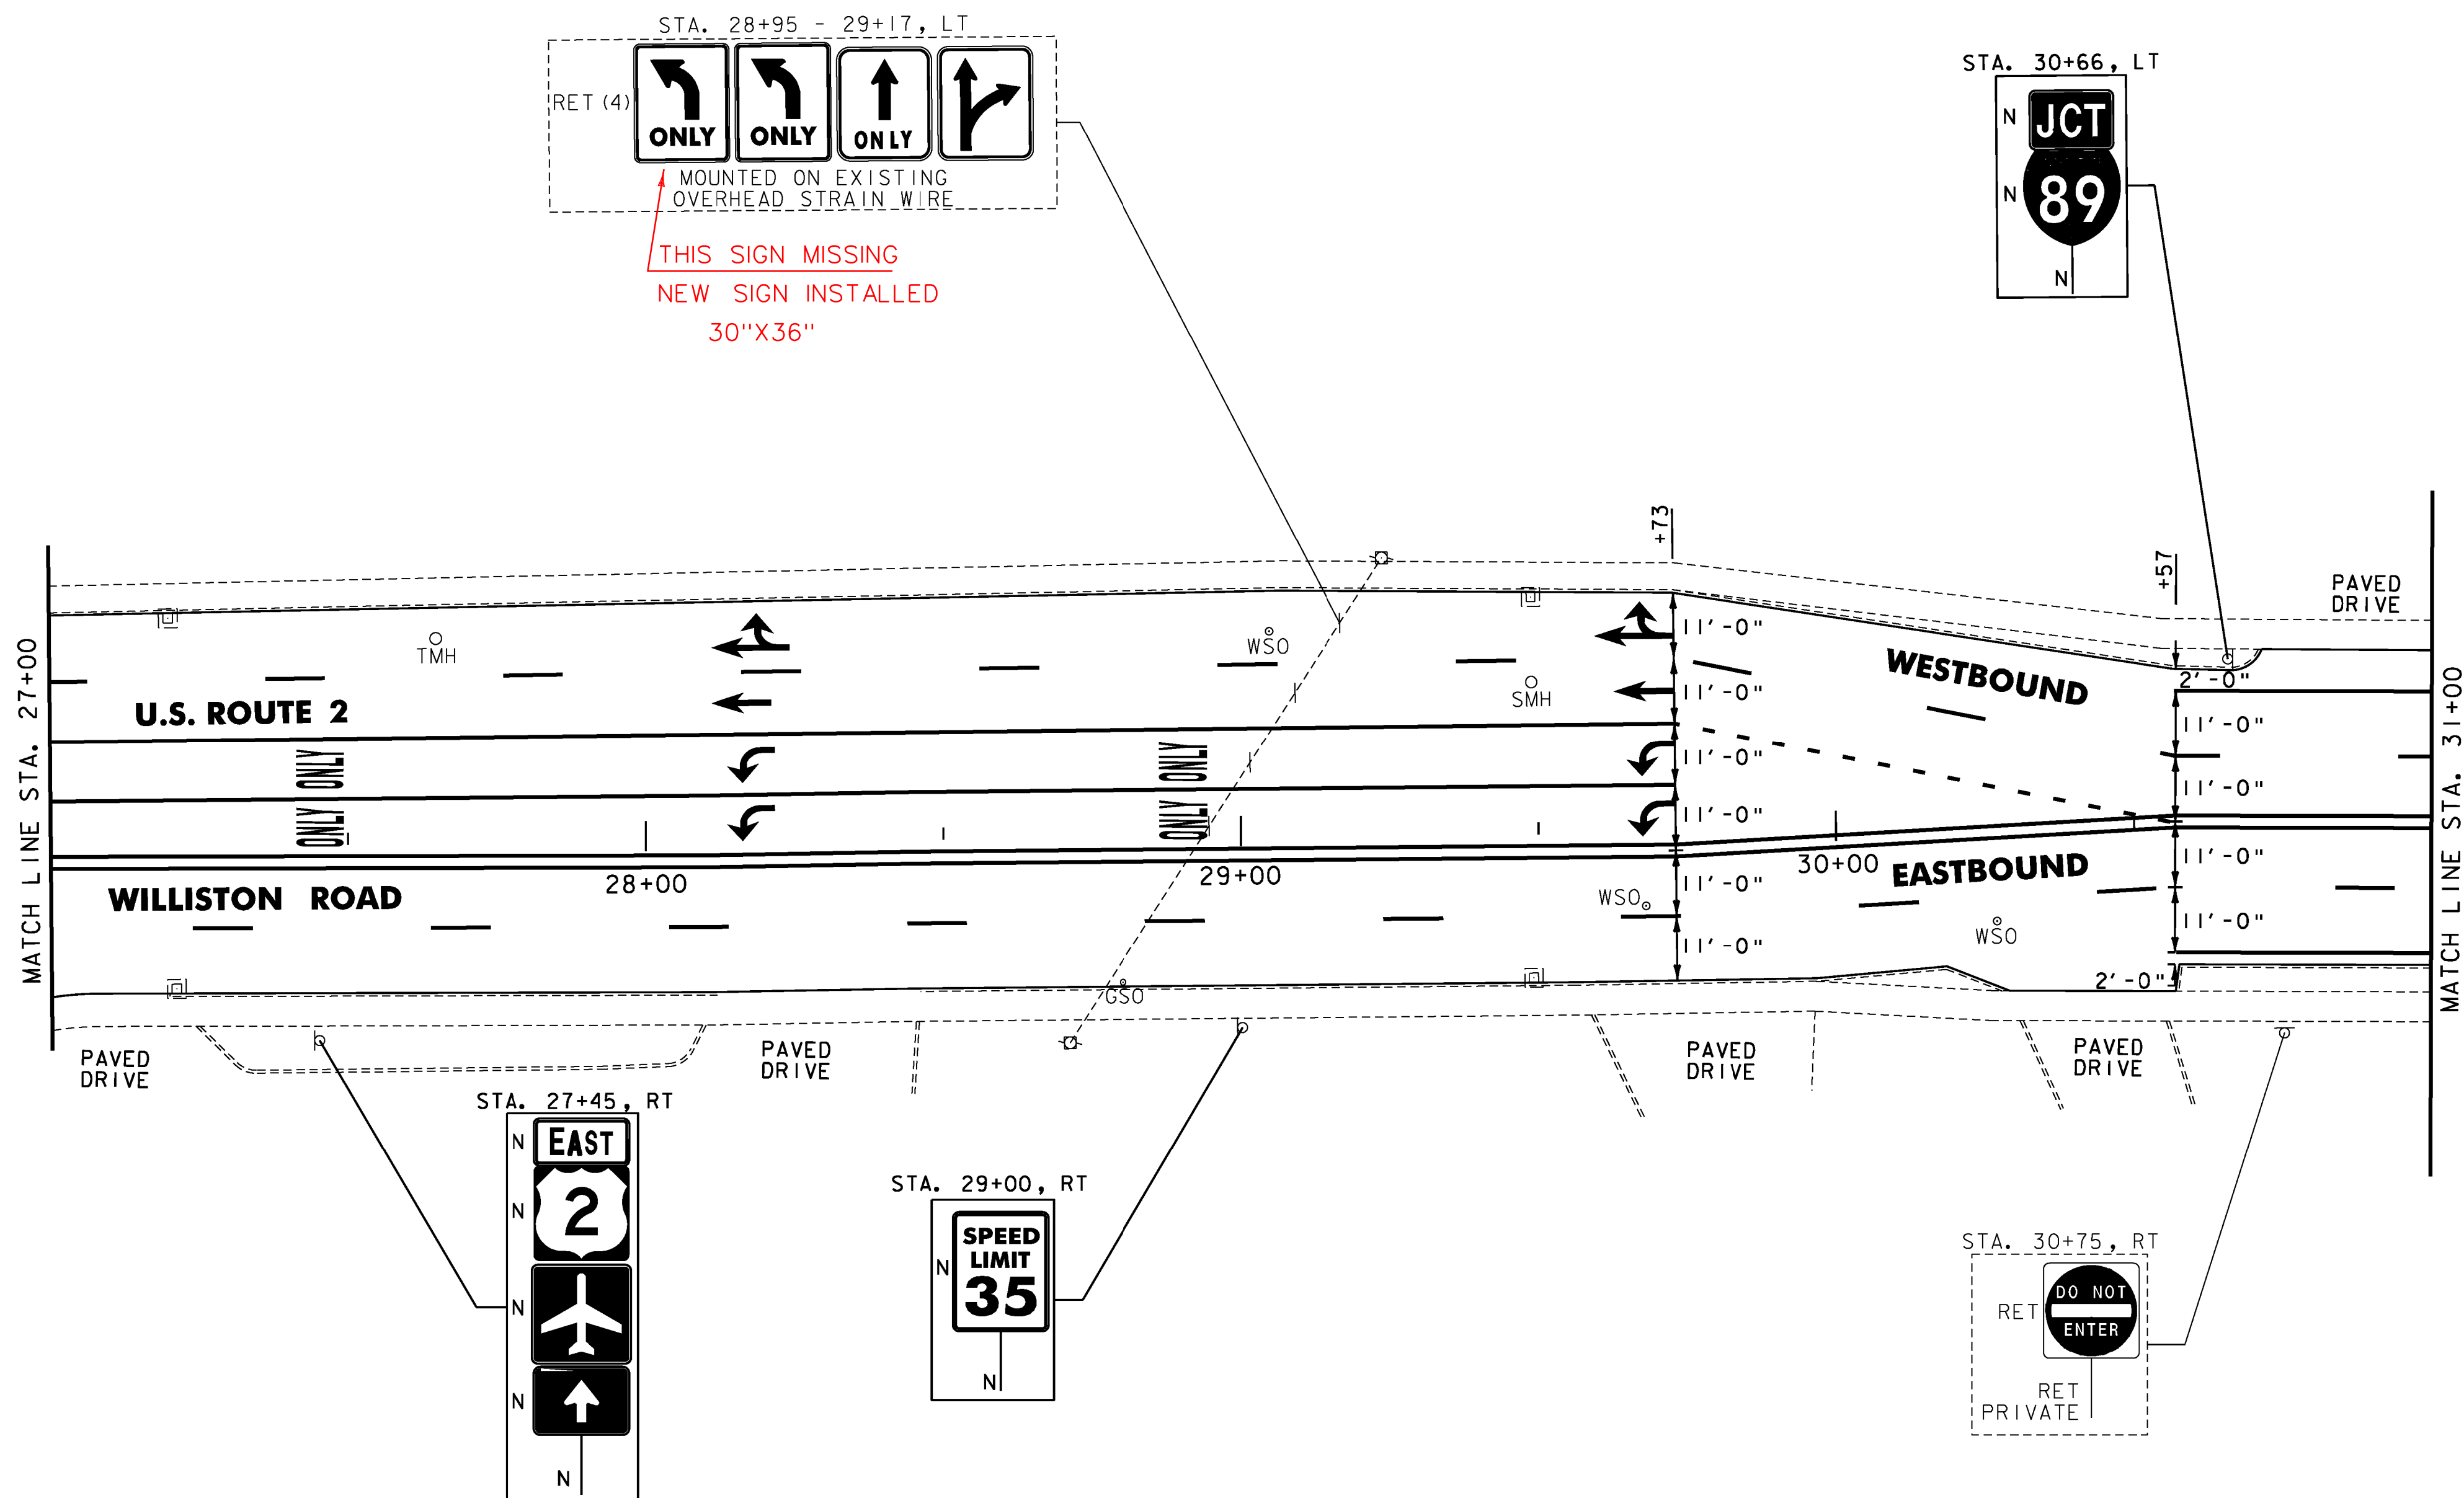 STA. 28+95 - 29+17, LT
RET (4)
ONLY
ONLY
ONLY
MOUNTED ON EXISTING
OVERHEAD STRAIN WIRE
THIS SIGN MISSING
NEW SIGN INSTALLED
30"X36"
STA. 30+66, LT
N
JCT
N
89
N
+73
+57
PAVED
DRIVE
MATCH LINE STA. 27+00
TMH
WSO
SMH
U.S. ROUTE 2
ONLY
ONLY
ONLY
ONLY
11'-0"
11'-0"
11'-0"
11'-0"
11'-0"
11'-0"
WESTBOUND
2'-0"
11'-0"
11'-0"
11'-0"
11'-0"
2'-0"
MATCH LINE STA. 31+00
28+00
29+00
30+00
EASTBOUND
WILLISTON ROAD
WSO
WSO
GSO
PAVED
DRIVE
PAVED
DRIVE
PAVED
DRIVE
PAVED
DRIVE
STA. 27+45, RT
N
EAST
N
2
N
N
N
STA. 29+00, RT
SPEED
LIMIT
35
N
N
STA. 30+75, RT
RET
DO NOT
ENTER
RET
PRIVATE